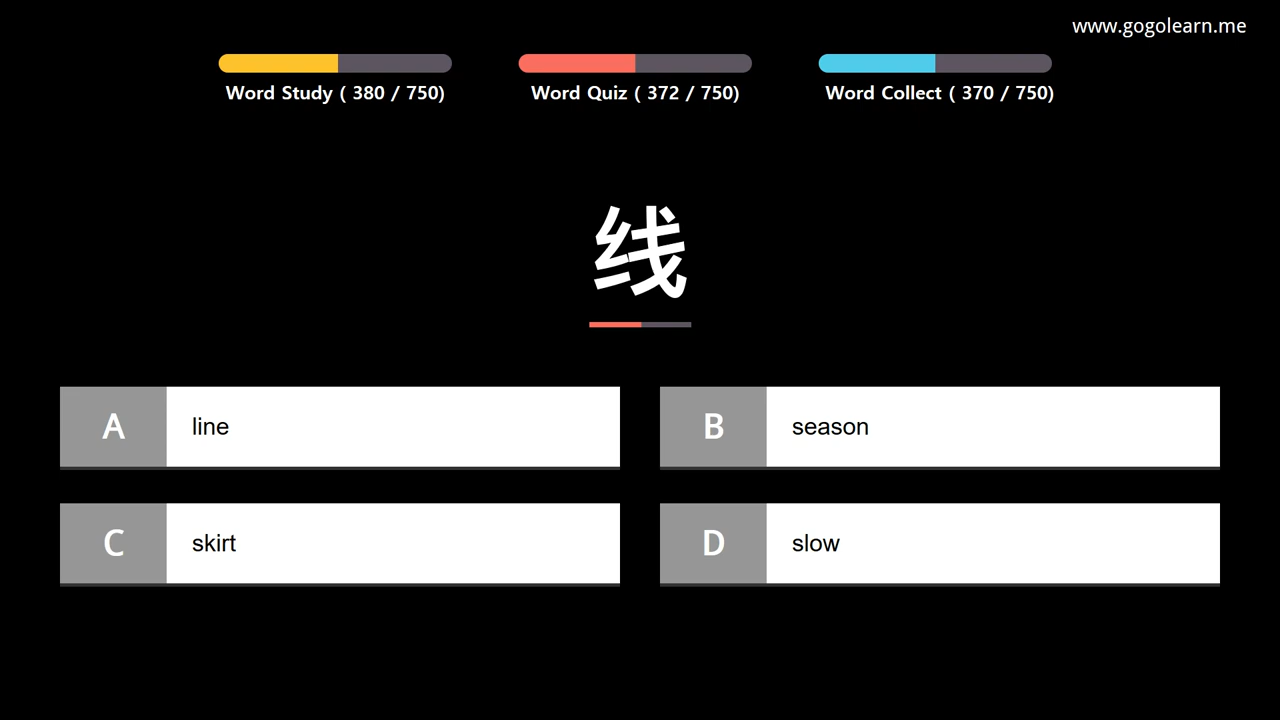 www.gogolearn.me
Word Study ( 380 / 750)
Word Quiz ( 372 / 750)
Word Collect ( 370 / 750)
线
A line
B season
C skirt
D slow